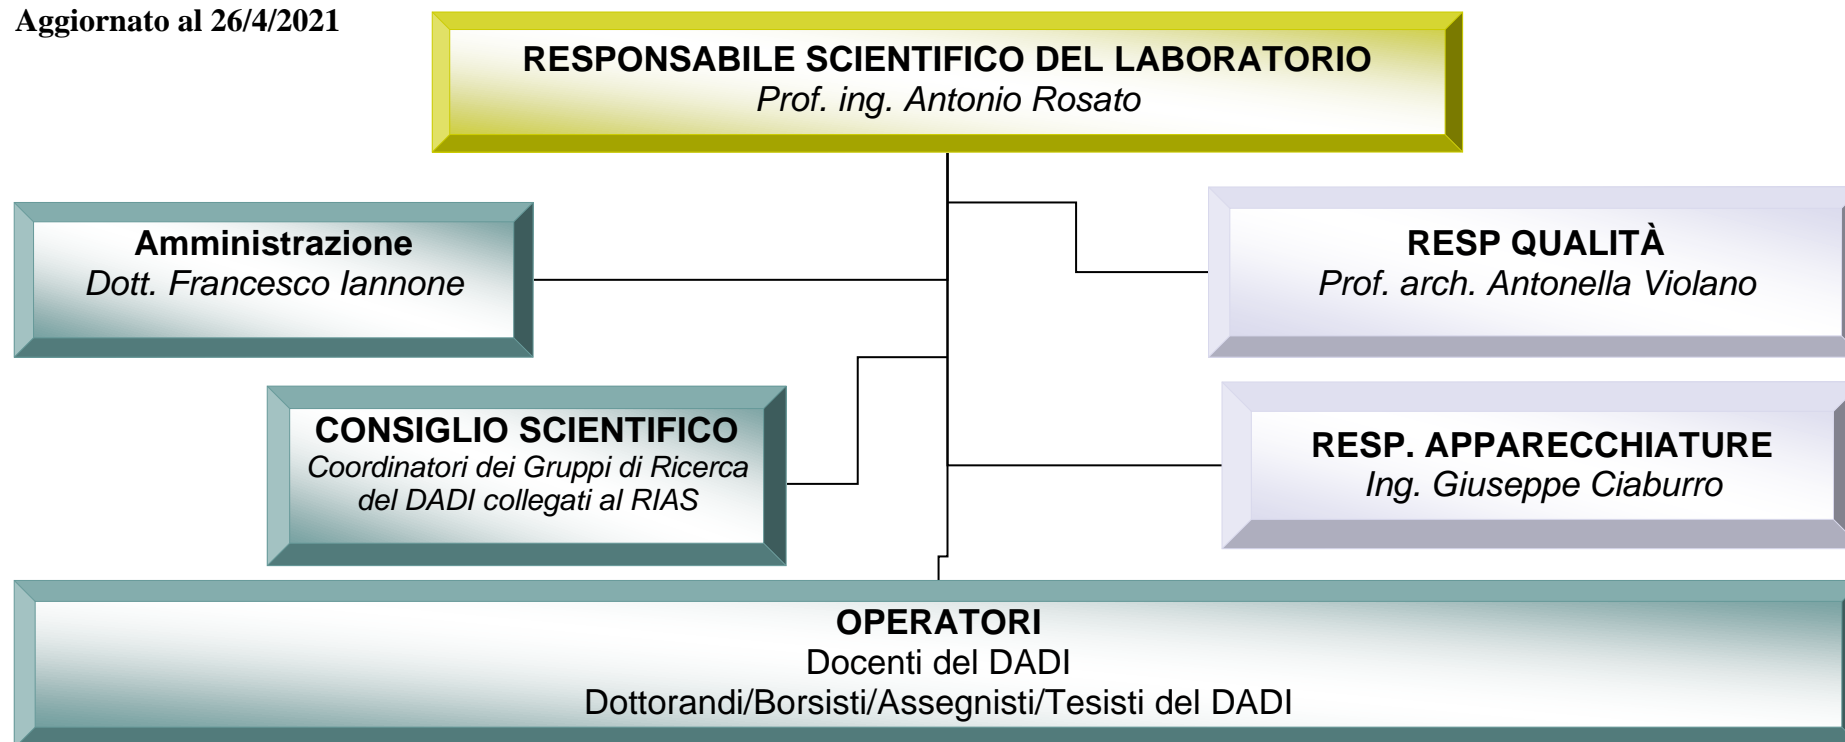 Aggiornato al 26/4/2021
RESPONSABILE SCIENTIFICO DEL LABORATORIO
Prof. ing. Antonio Rosato
Amministrazione
Dott. Francesco Iannone
RESP QUALITÀ
Prof. arch. Antonella Violano
CONSIGLIO SCIENTIFICO
Coordinatori dei Gruppi di Ricerca
del DADI collegati al RIAS
RESP. APPARECCHIATURE
Ing. Giuseppe Ciaburro
OPERATORI
Docenti del DADI
Dottorandi/Borsisti/Assegnisti/Tesisti del DADI